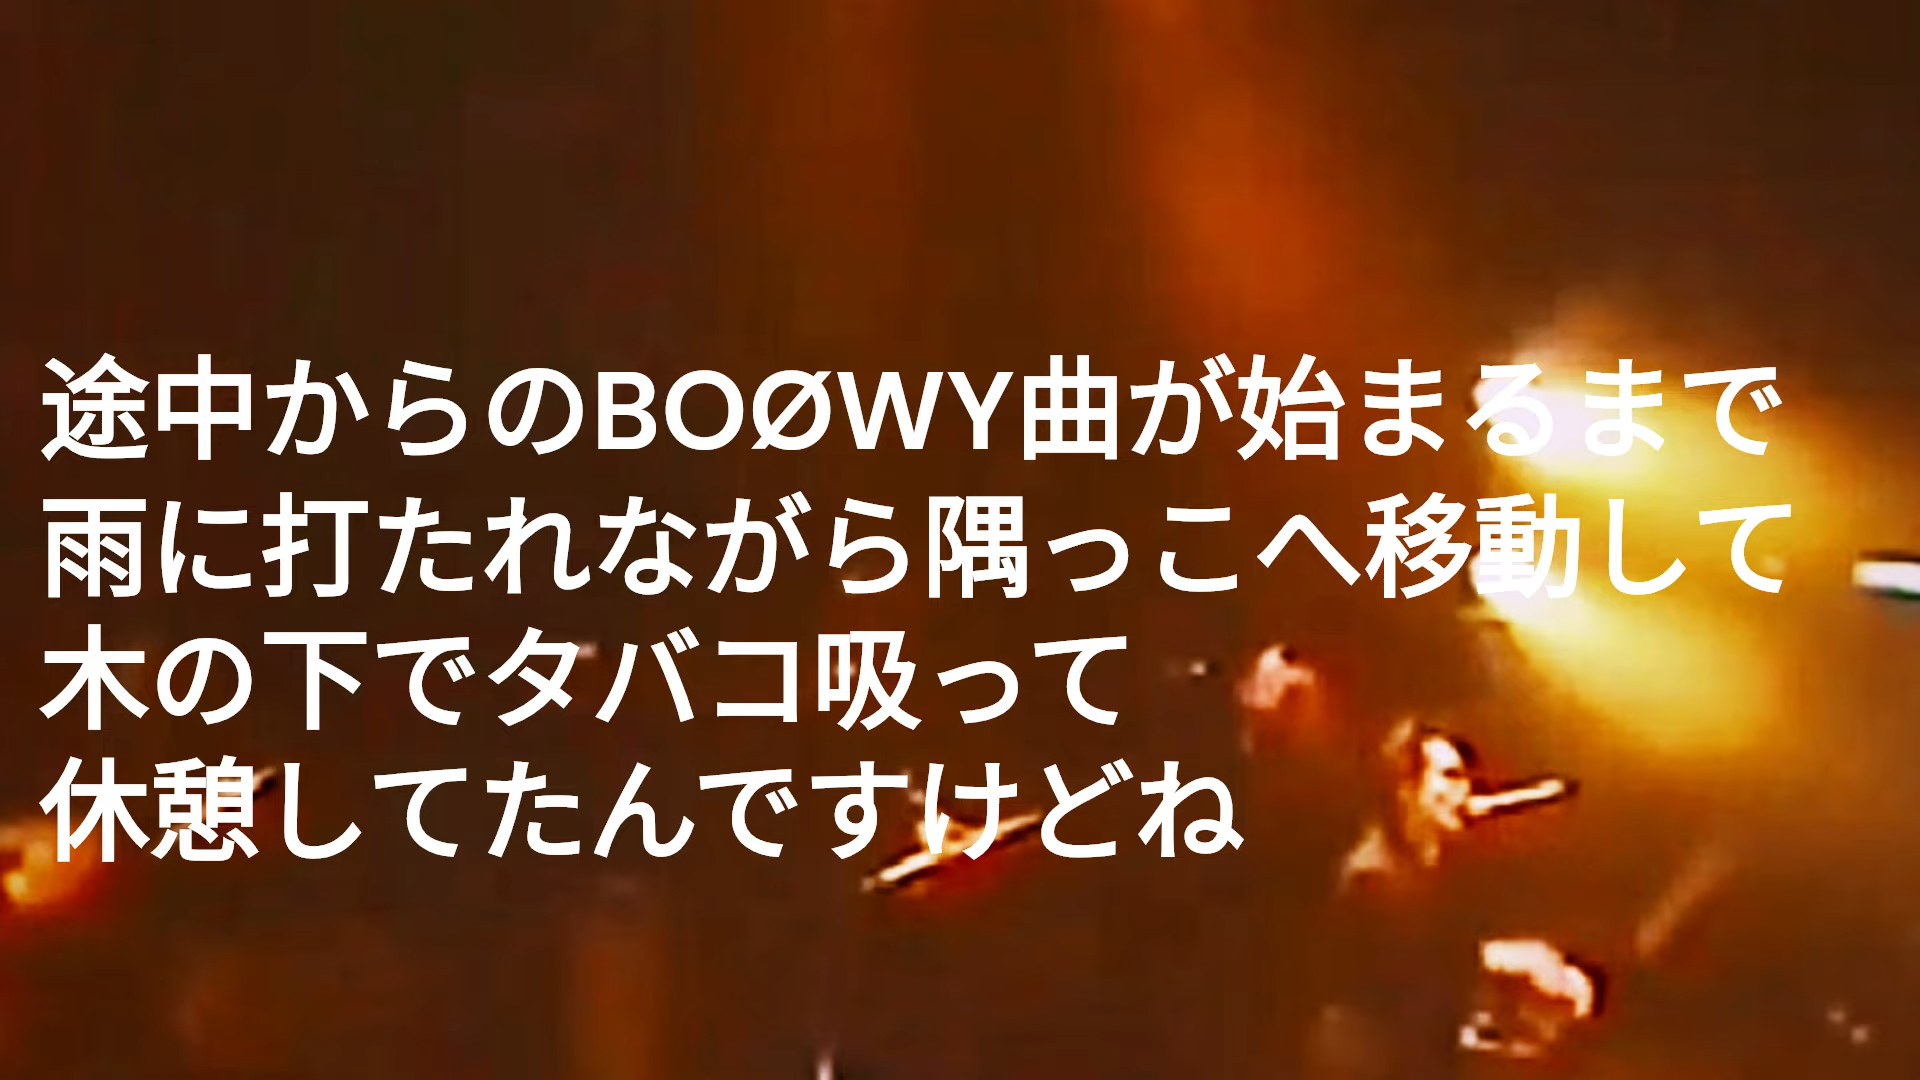 途中からのBOØWY曲が始まるまで
雨に打たれながら隅っこへ移動して
木の下でタバコ吸って
休憩してたんですけどね